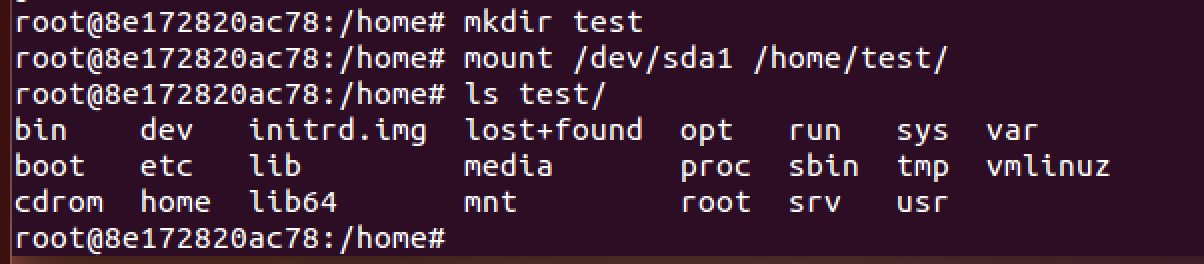 root@8e172820ac78:/home# mkdir test
root@8e172820ac78:/home# mount /dev/sda1 /home/test/
root@8e172820ac78:/home# ls test/
bin    dev   initrd.img  lost+found  opt   run   sys  var
boot   etc   lib         media       proc  sbin  tmp  vmlinuz
cdrom  home  lib64       mnt         root  srv   usr
root@8e172820ac78:/home#